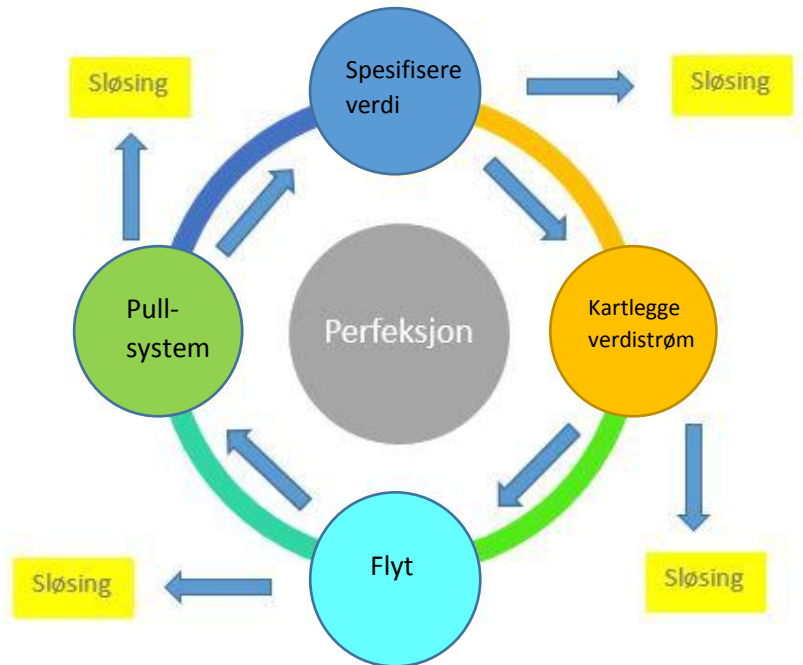 Spesifisere
verdi
Sløsing
Sløsing
Pull-
system
Perfeksjon
Kartlegge
verdistrøm
Flyt
Sløsing
Sløsing